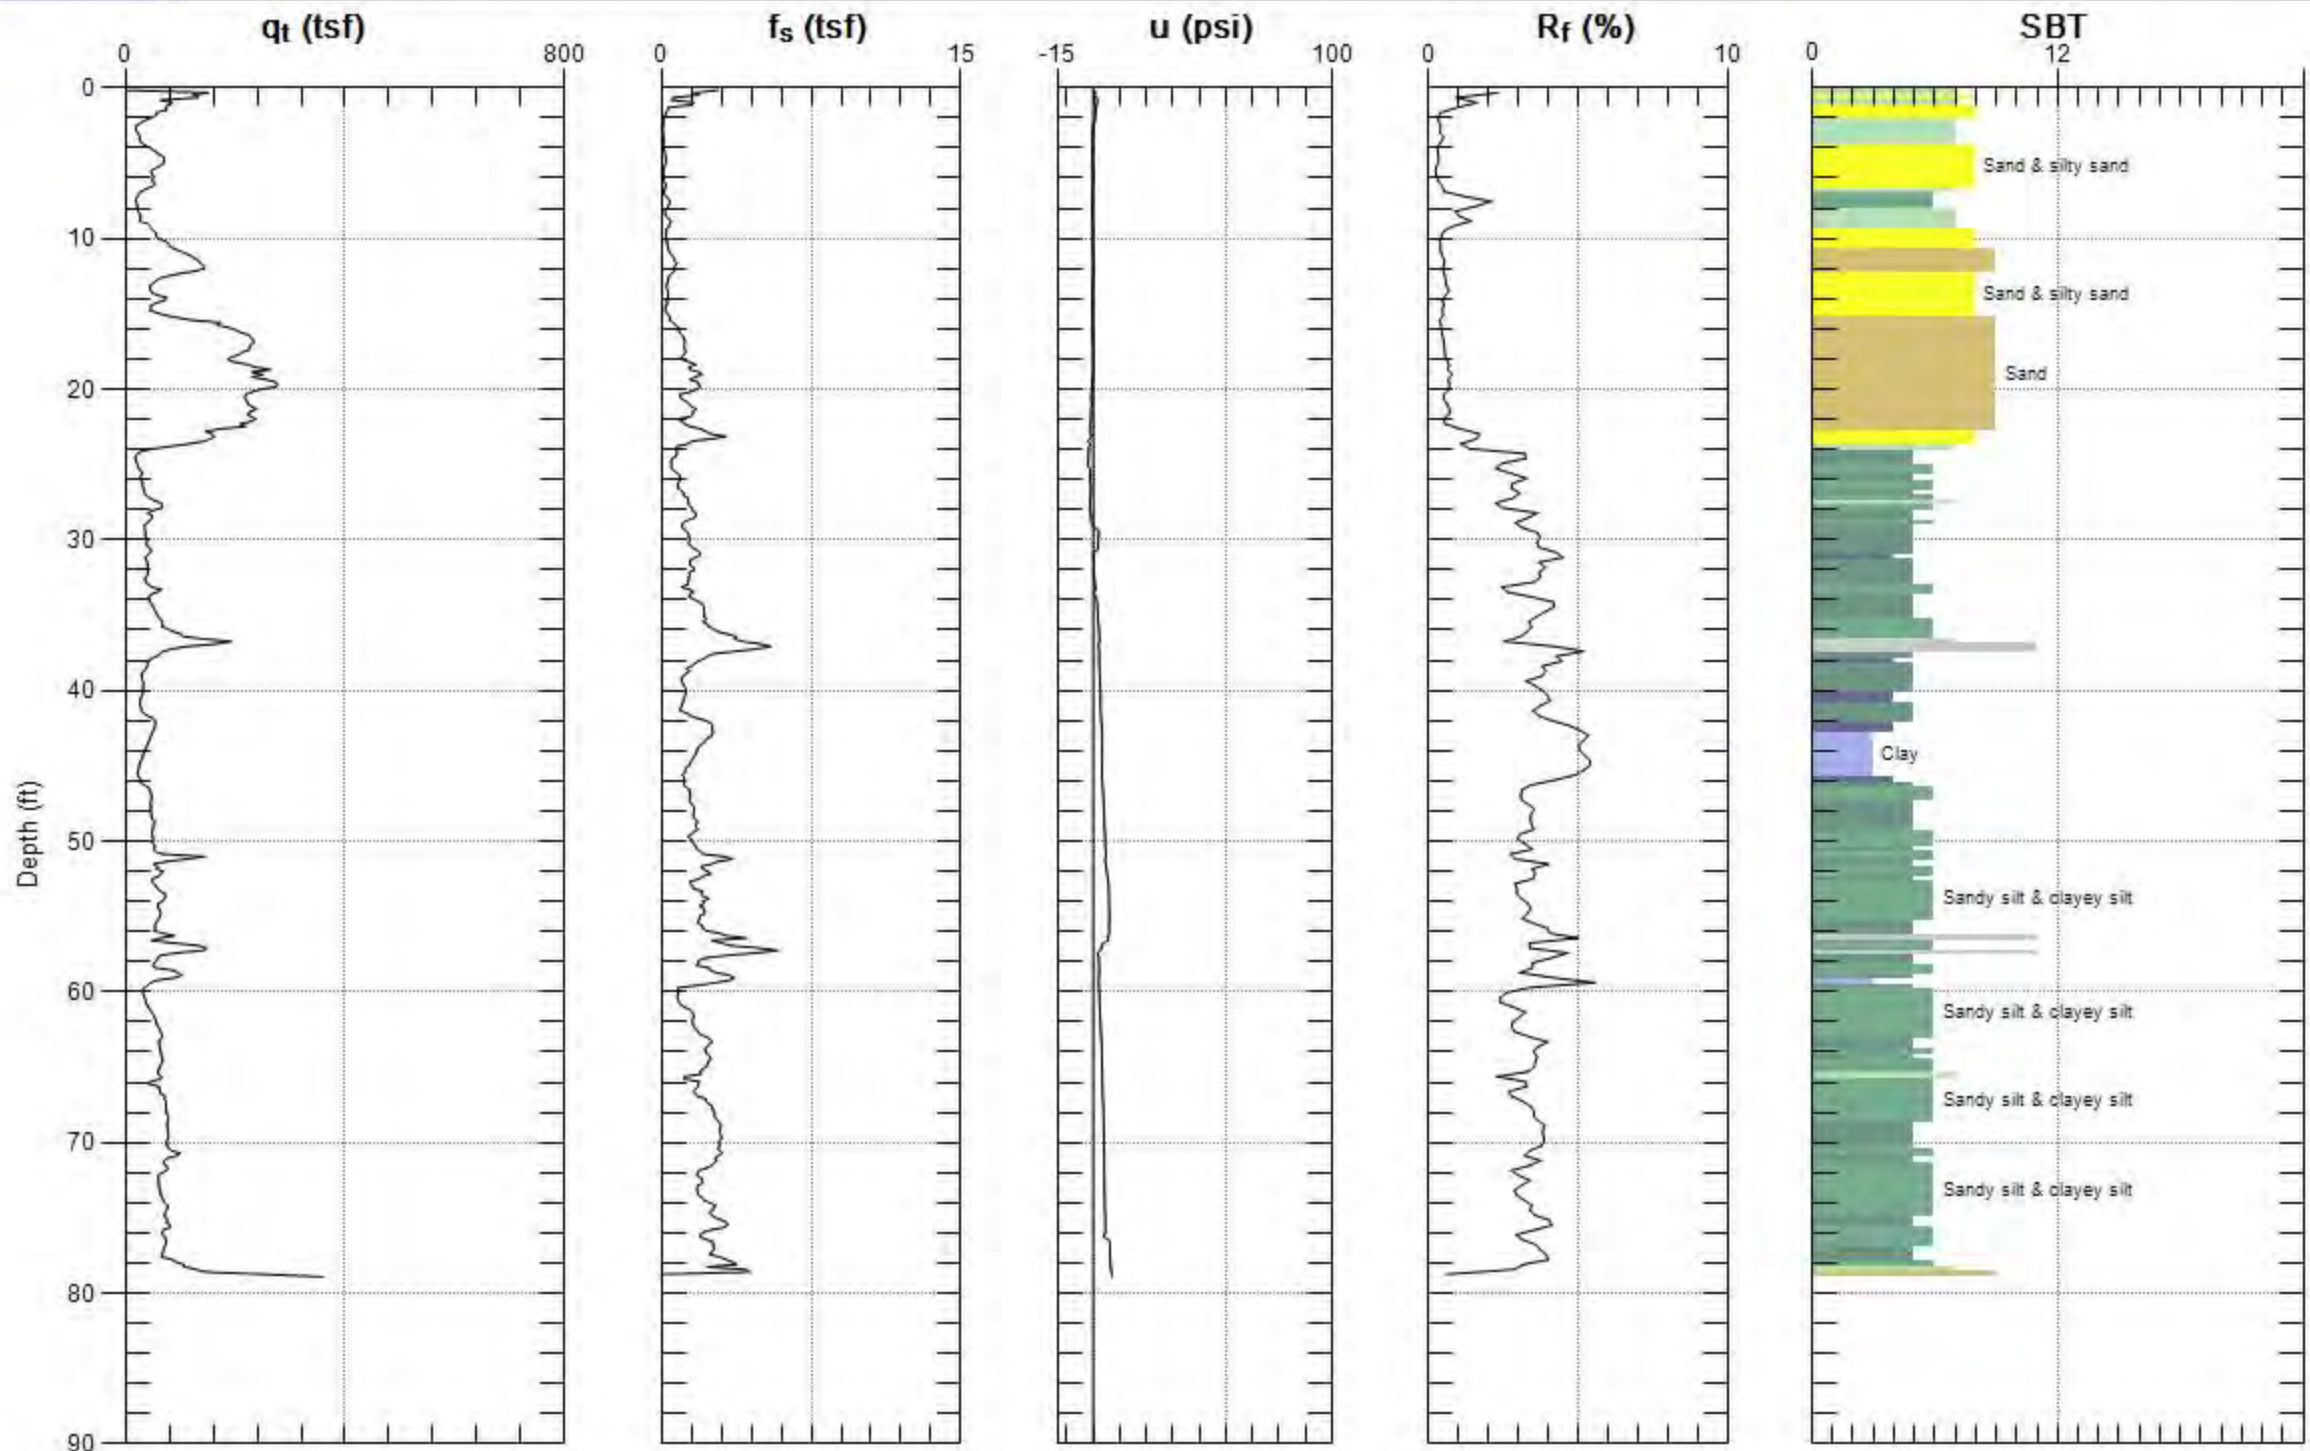 qt (tsf) fs (tsf) u (psi) Rf (%) SBT
0 800 0 15 -15 100 0 10 0 12
0
Sand & silty sand
10
Sand & silty sand
Sand
20
30
40
Clay
Depth (ft)
50
Sandy silt & clayey silt
60
Sandy silt & clayey silt
Sandy silt & clayey silt
70
Sandy silt & clayey silt
80
90